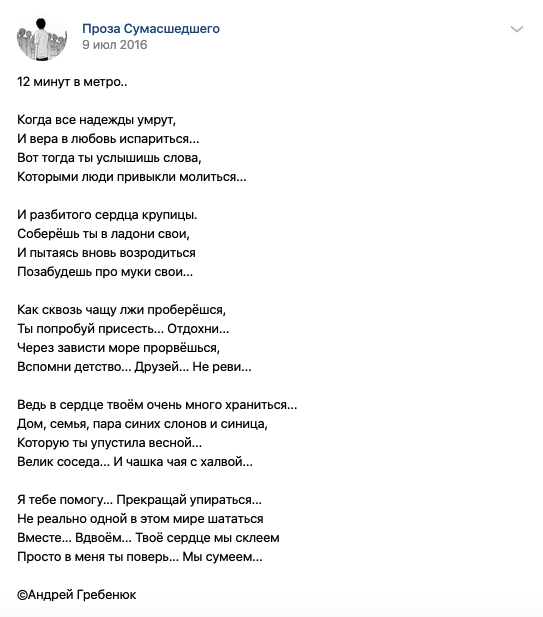 Проза Сумасшедшего
9 июл 2016
12 минут в метро..
Когда все надежды умрут,
И вера в любовь испариться...
Вот тогда ты услышишь слова,
Которыми люди привыкли молиться...
И разбитого сердца крупицы.
Соберёшь ты в ладони свои,
И пытаясь вновь возродиться
Позабудешь про муки свои...
Как сквозь чащу лжи проберёшся,
Ты попробуй присесть... Отдохни...
Через зависти море прорвёшься,
Вспомни детство... Друзей... Не реви...
Ведь в сердце твоём очень много храниться...
Дом, семья, пара синих слонов и синица,
Которую ты упустила весной...
Велик соседа... И чашка чая с халвой...
Я тебе помогу... Прекращай упираться...
Не реально одной в этом мире шататься
Вместе... Вдвоём... Твоё сердце мы склеем
Просто в меня ты поверь... Мы сумеем...
©Андрей Гребенюк